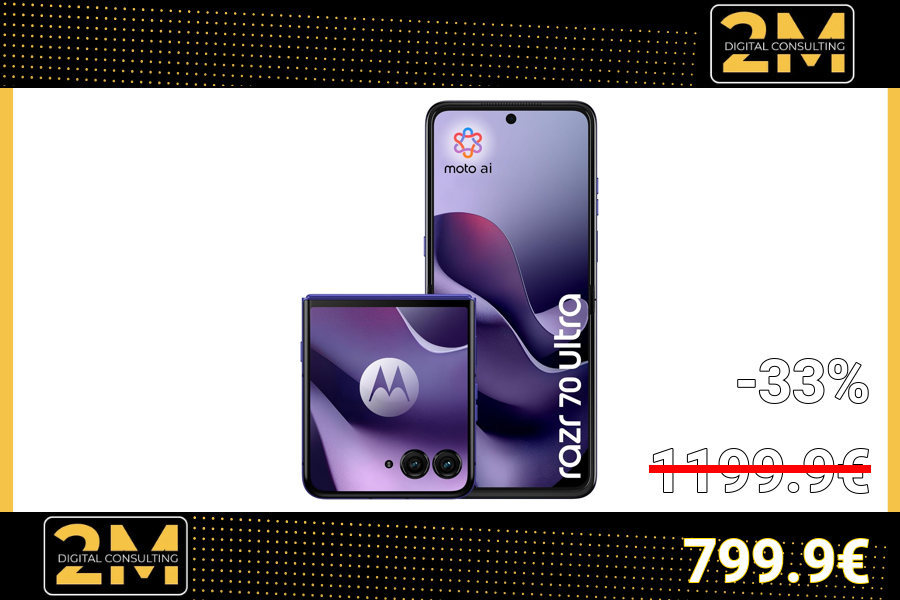 2M
DIGITAL CONSULTING
moto ai
razr 70 ultra
-33%
1199.9€
2M
DIGITAL CONSULTING
799.9€